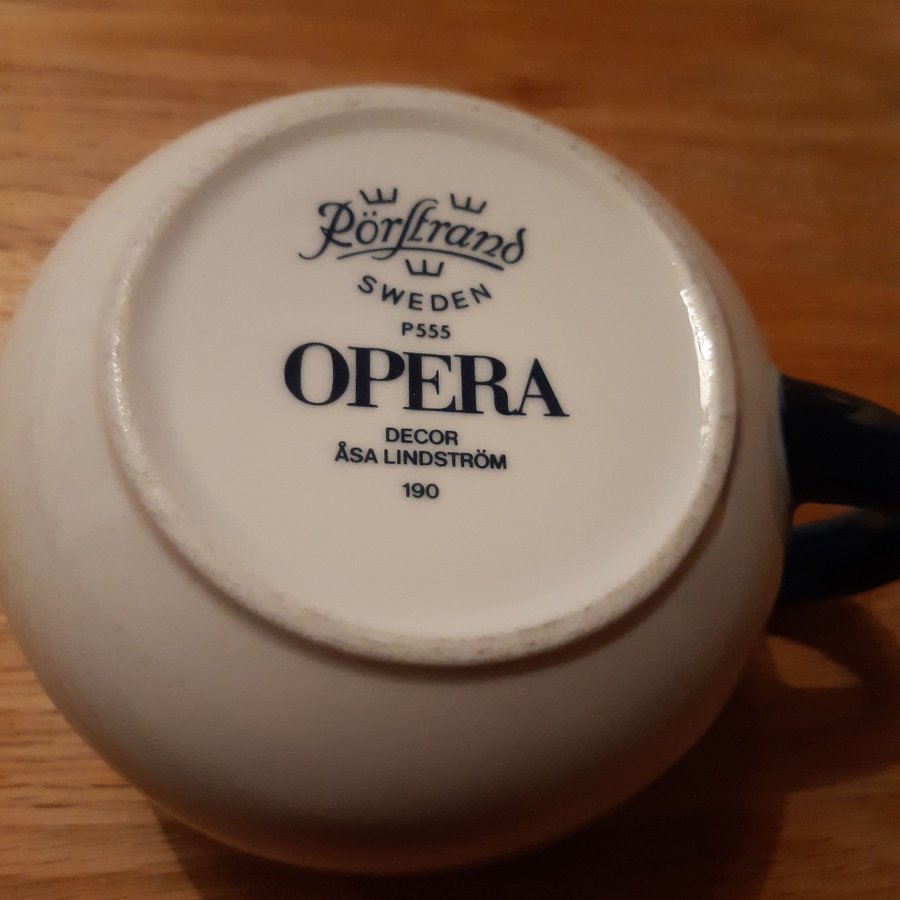 Rörstrand
SWEDEN
P555
OPERA
DECOR
ÅSA LINDSTRÖM
190